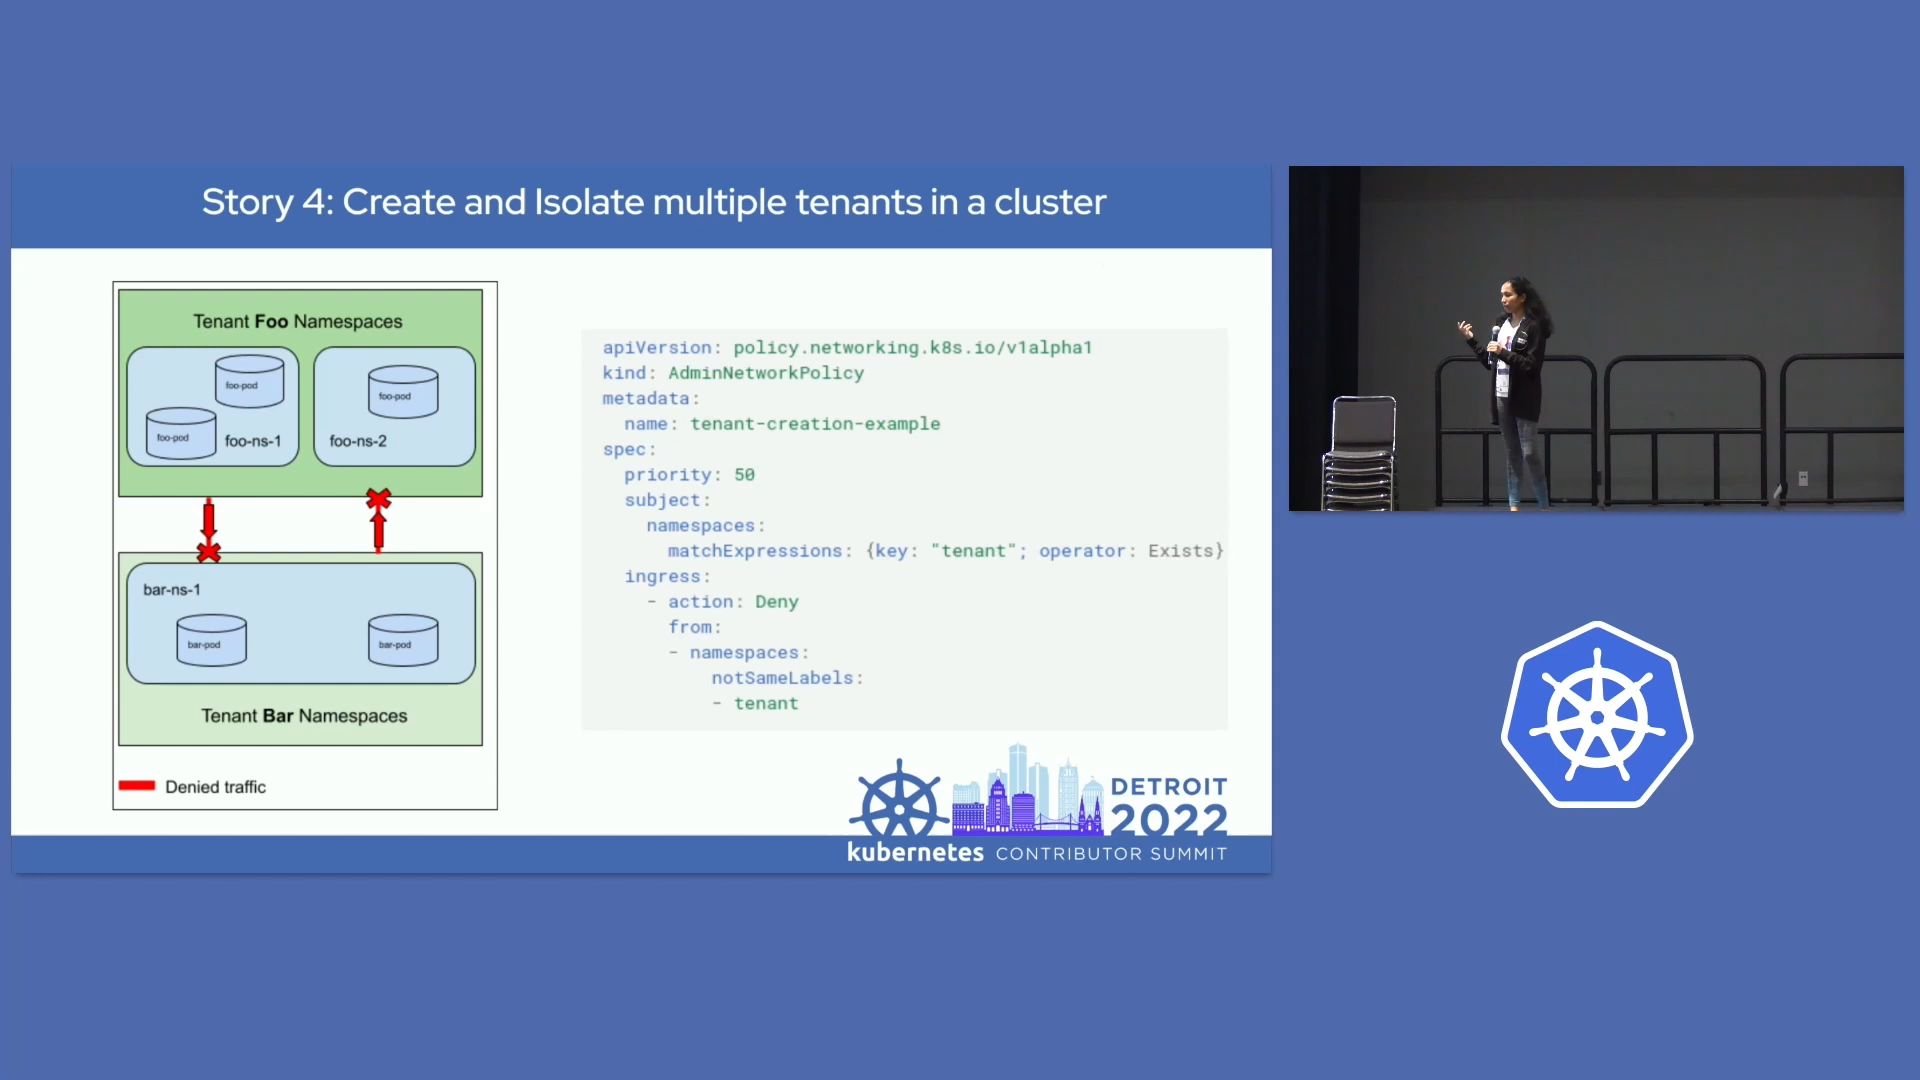 Story 4: Create and Isolate multiple tenants in a cluster
Tenant Foo Namespaces
foo-pod
foo-pod
foo-ns-1
foo-pod
foo-ns-2
bar-ns-1
bar-pod
bar-pod
Tenant Bar Namespaces
Denied traffic
apiVersion: policy.networking.k8s.io/v1alpha1
kind: AdminNetworkPolicy
metadata:
name: tenant-creation-example
spec:
priority: 50
subject:
namespaces:
matchExpressions: {key: "tenant"; operator: Exists}
ingress:
- action: Deny
from:
- namespaces:
notSameLabels:
- tenant
DETROIT
2022
kubernetes CONTRIBUTOR SUMMIT